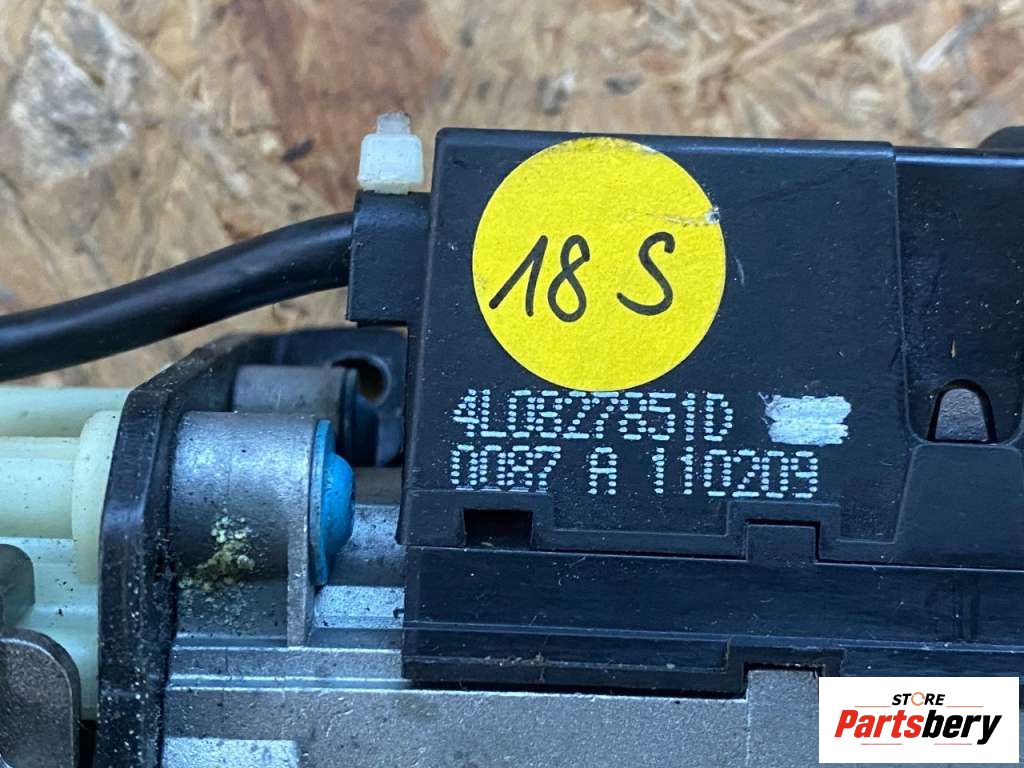 18 S
4L0827851D
0087 A 110209
STORE
Partsbery